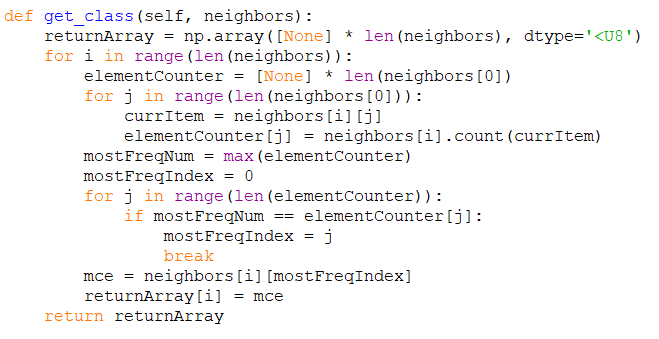 def get_class(self, neighbors):
    returnArray = np.array([None] * len(neighbors), dtype='<U8')
    for i in range(len(neighbors)):
        elementCounter = [None] * len(neighbors[0])
        for j in range(len(neighbors[0])):
            currItem = neighbors[i][j]
            elementCounter[j] = neighbors[i].count(currItem)
        mostFreqNum = max(elementCounter)
        mostFreqIndex = 0
        for j in range(len(elementCounter)):
            if mostFreqNum == elementCounter[j]:
                mostFreqIndex = j
                break
        mce = neighbors[i][mostFreqIndex]
        returnArray[i] = mce
    return returnArray